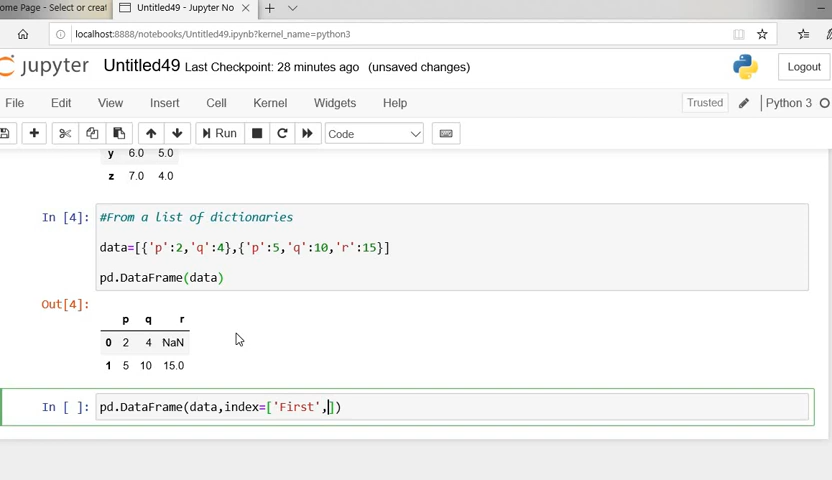 ome Page - Select or creat
Untitled49 - Jupyter No
localhost:8888/notebooks/Untitled49.ipynb?kernel_name=python3
jupyter Untitled49 Last Checkpoint: 28 minutes ago (unsaved changes)
Logout
File Edit View Insert Cell Kernel Widgets Help
Trusted
Python 3
Run
Code
y 6.0 5.0
z 7.0 4.0
In [4]: #From a list of dictionaries
data=[{'p':2,'q':4},{'p':5,'q':10,'r':15}]
pd.DataFrame(data)
Out[4]:
p q r
0 2 4 NaN
1 5 10 15.0
In [ ]: pd.DataFrame(data,index=['First',])